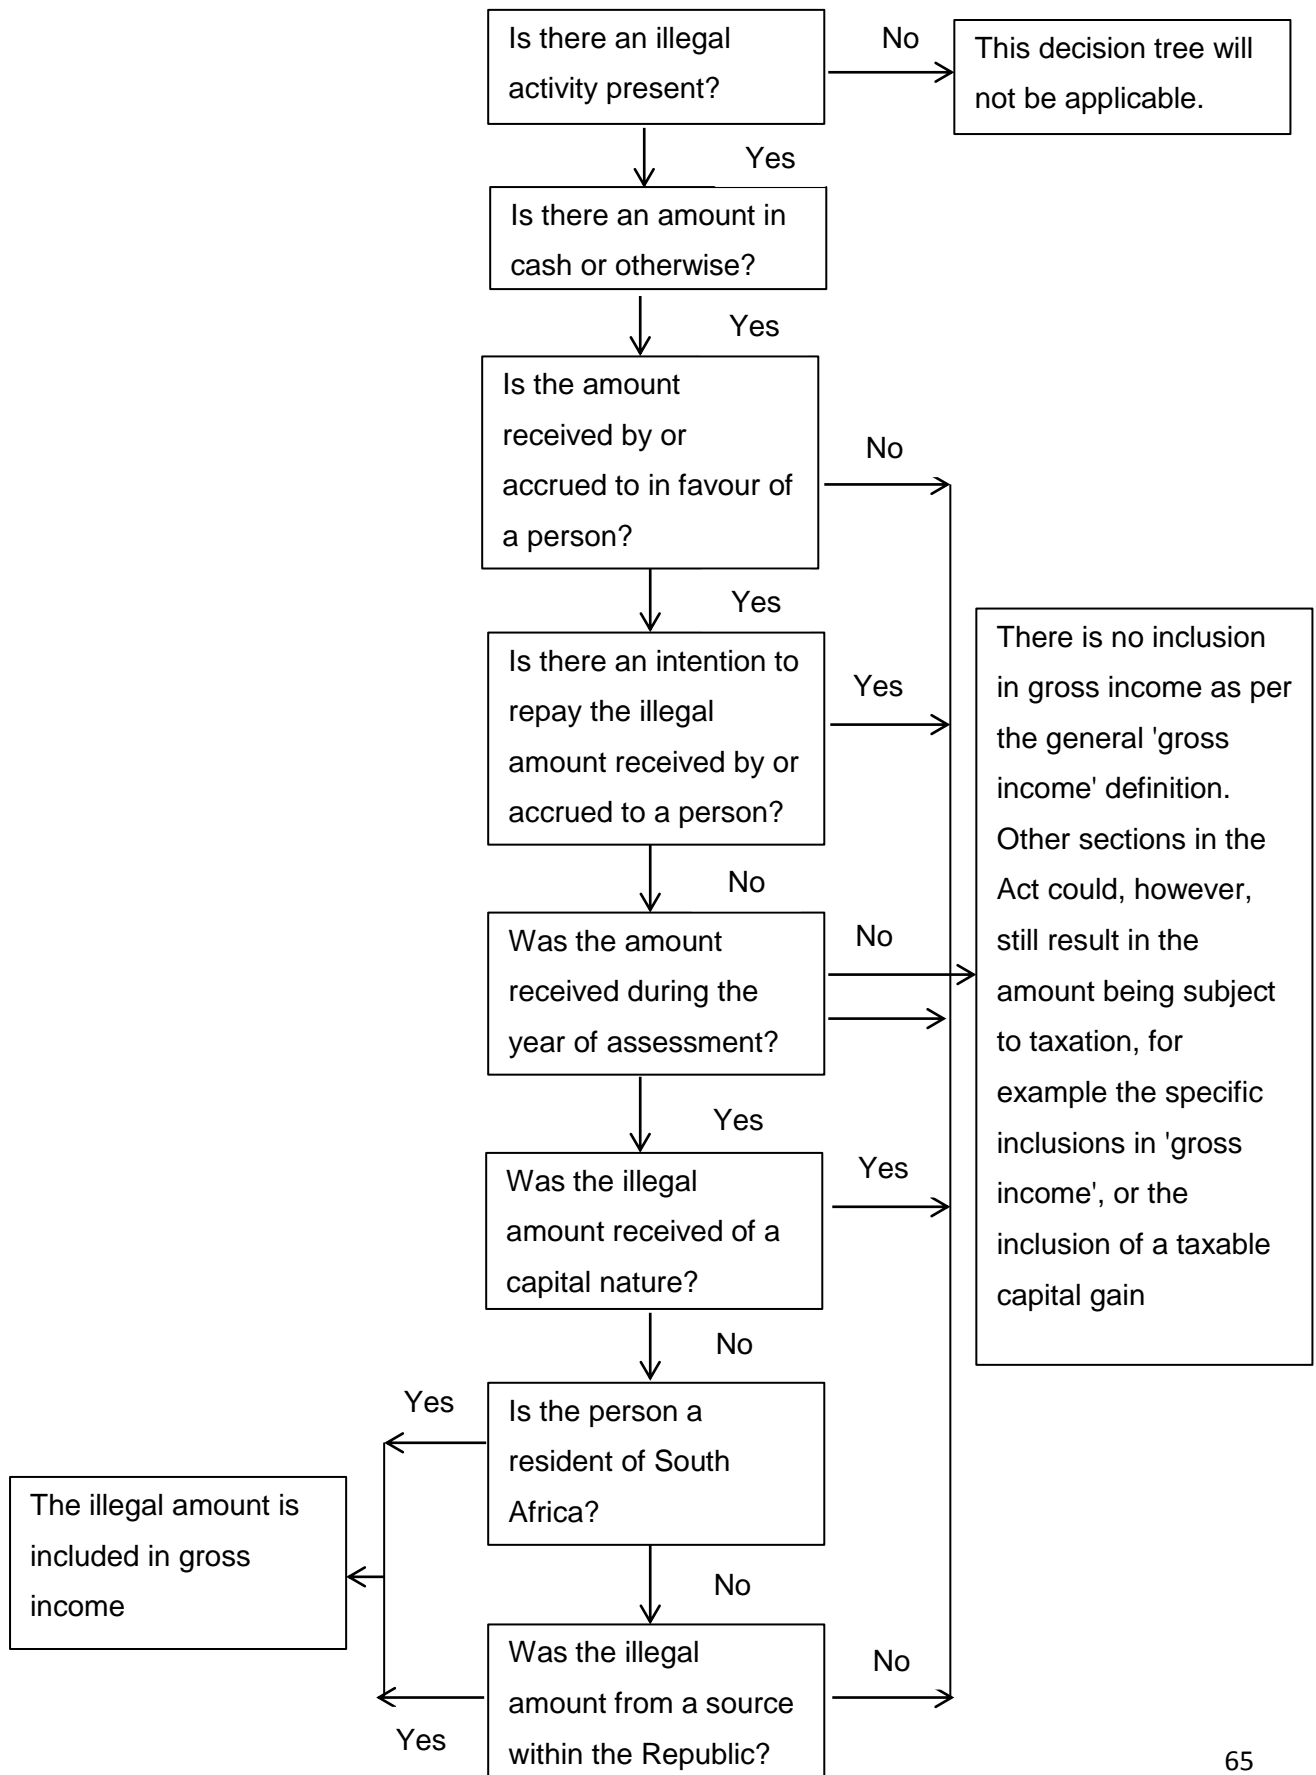 Is there an illegal
activity present?
No
This decision tree will
not be applicable.
Yes
Is there an amount in
cash or otherwise?
Yes
Is the amount
received by or
accrued to in favour of
a person?
No
Yes
Is there an intention to
repay the illegal
amount received by or
accrued to a person?
Yes
No
Was the amount
received during the
year of assessment?
No
There is no inclusion
in gross income as per
the general 'gross
income' definition.
Other sections in the
Act could, however,
still result in the
amount being subject
to taxation, for
example the specific
inclusions in 'gross
income', or the
inclusion of a taxable
capital gain
Yes
Was the illegal
amount received of a
capital nature?
Yes
No
Is the person a
resident of South
Africa?
Yes
The illegal amount is
included in gross
income
No
Was the illegal
amount from a source
within the Republic?
No
Yes
65